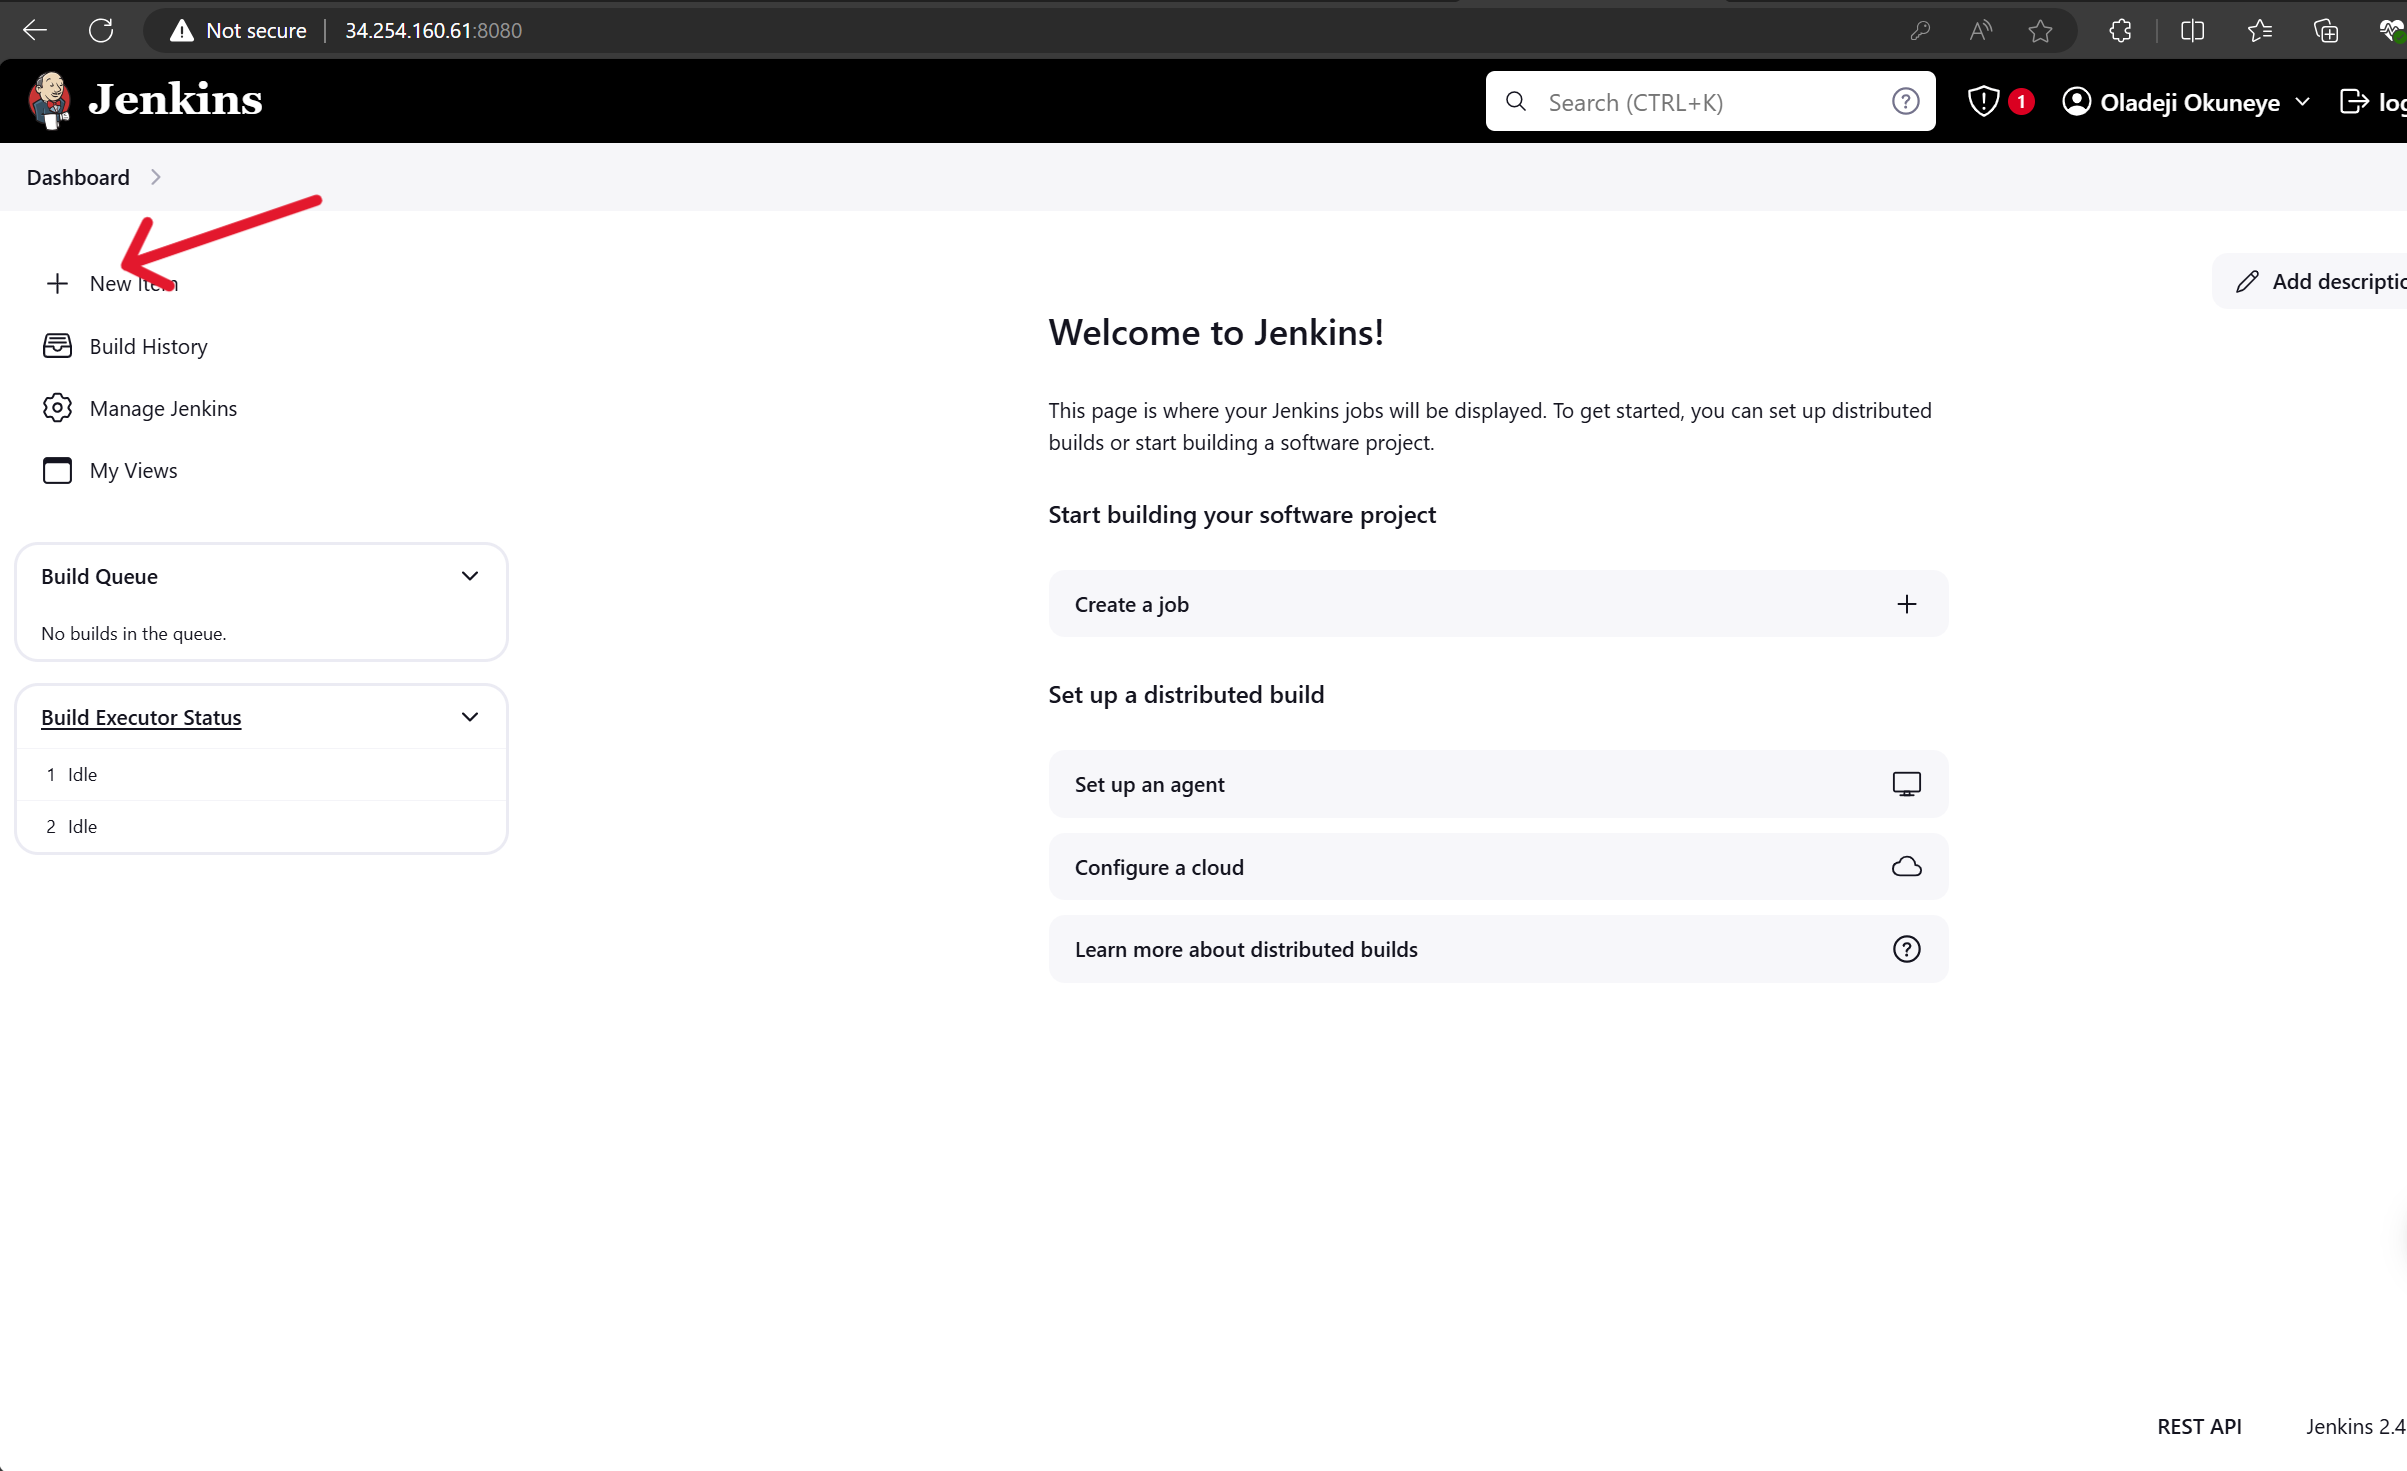 Not secure
34.254.160.61:8080
Jenkins
Search (CTRL+K)
1
Oladeji Okuneye
log
Dashboard
New Item
Add descriptio
Build History
Manage Jenkins
My Views
Build Queue
No builds in the queue.
Build Executor Status
1 Idle
2 Idle
Welcome to Jenkins!
This page is where your Jenkins jobs will be displayed. To get started, you can set up distributed
builds or start building a software project.
Start building your software project
Create a job
Set up a distributed build
Set up an agent
Configure a cloud
Learn more about distributed builds
REST API
Jenkins 2.4